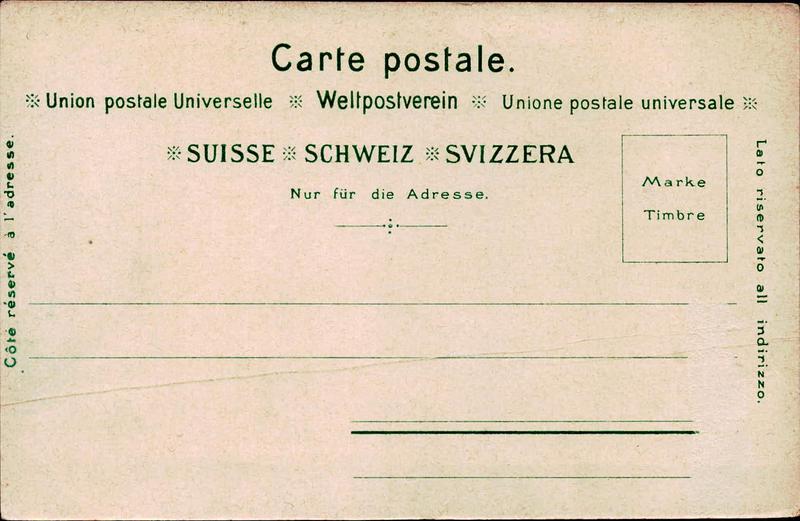 Carte postale.
Union postale Universelle ※ Weltpostverein ※ Unione postale universale
SUISSE ※ SCHWEIZ ※ SVIZZERA
Nur für die Adresse.
Marke
Timbre
Côté réservé à l'adresse.
Lato riservato all indirizzo.